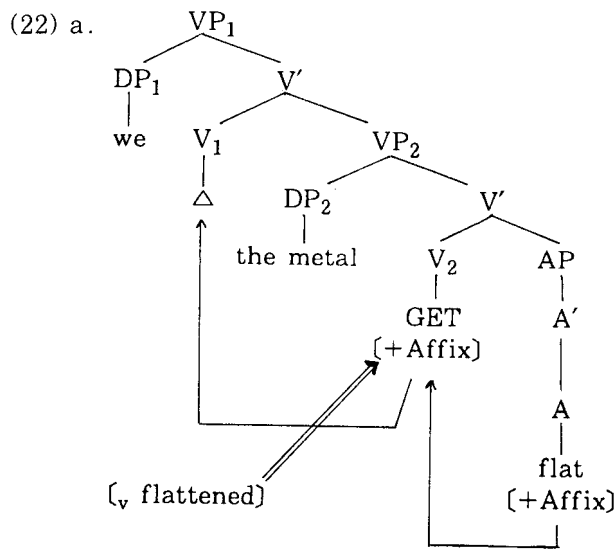 (22) a.
VP₁
DP₁ V′
we V₁ VP₂
△ DP₂ V′
the metal V₂ AP
GET A′
[+Affix]
A
flat
[ᵥ flattened] [+Affix]